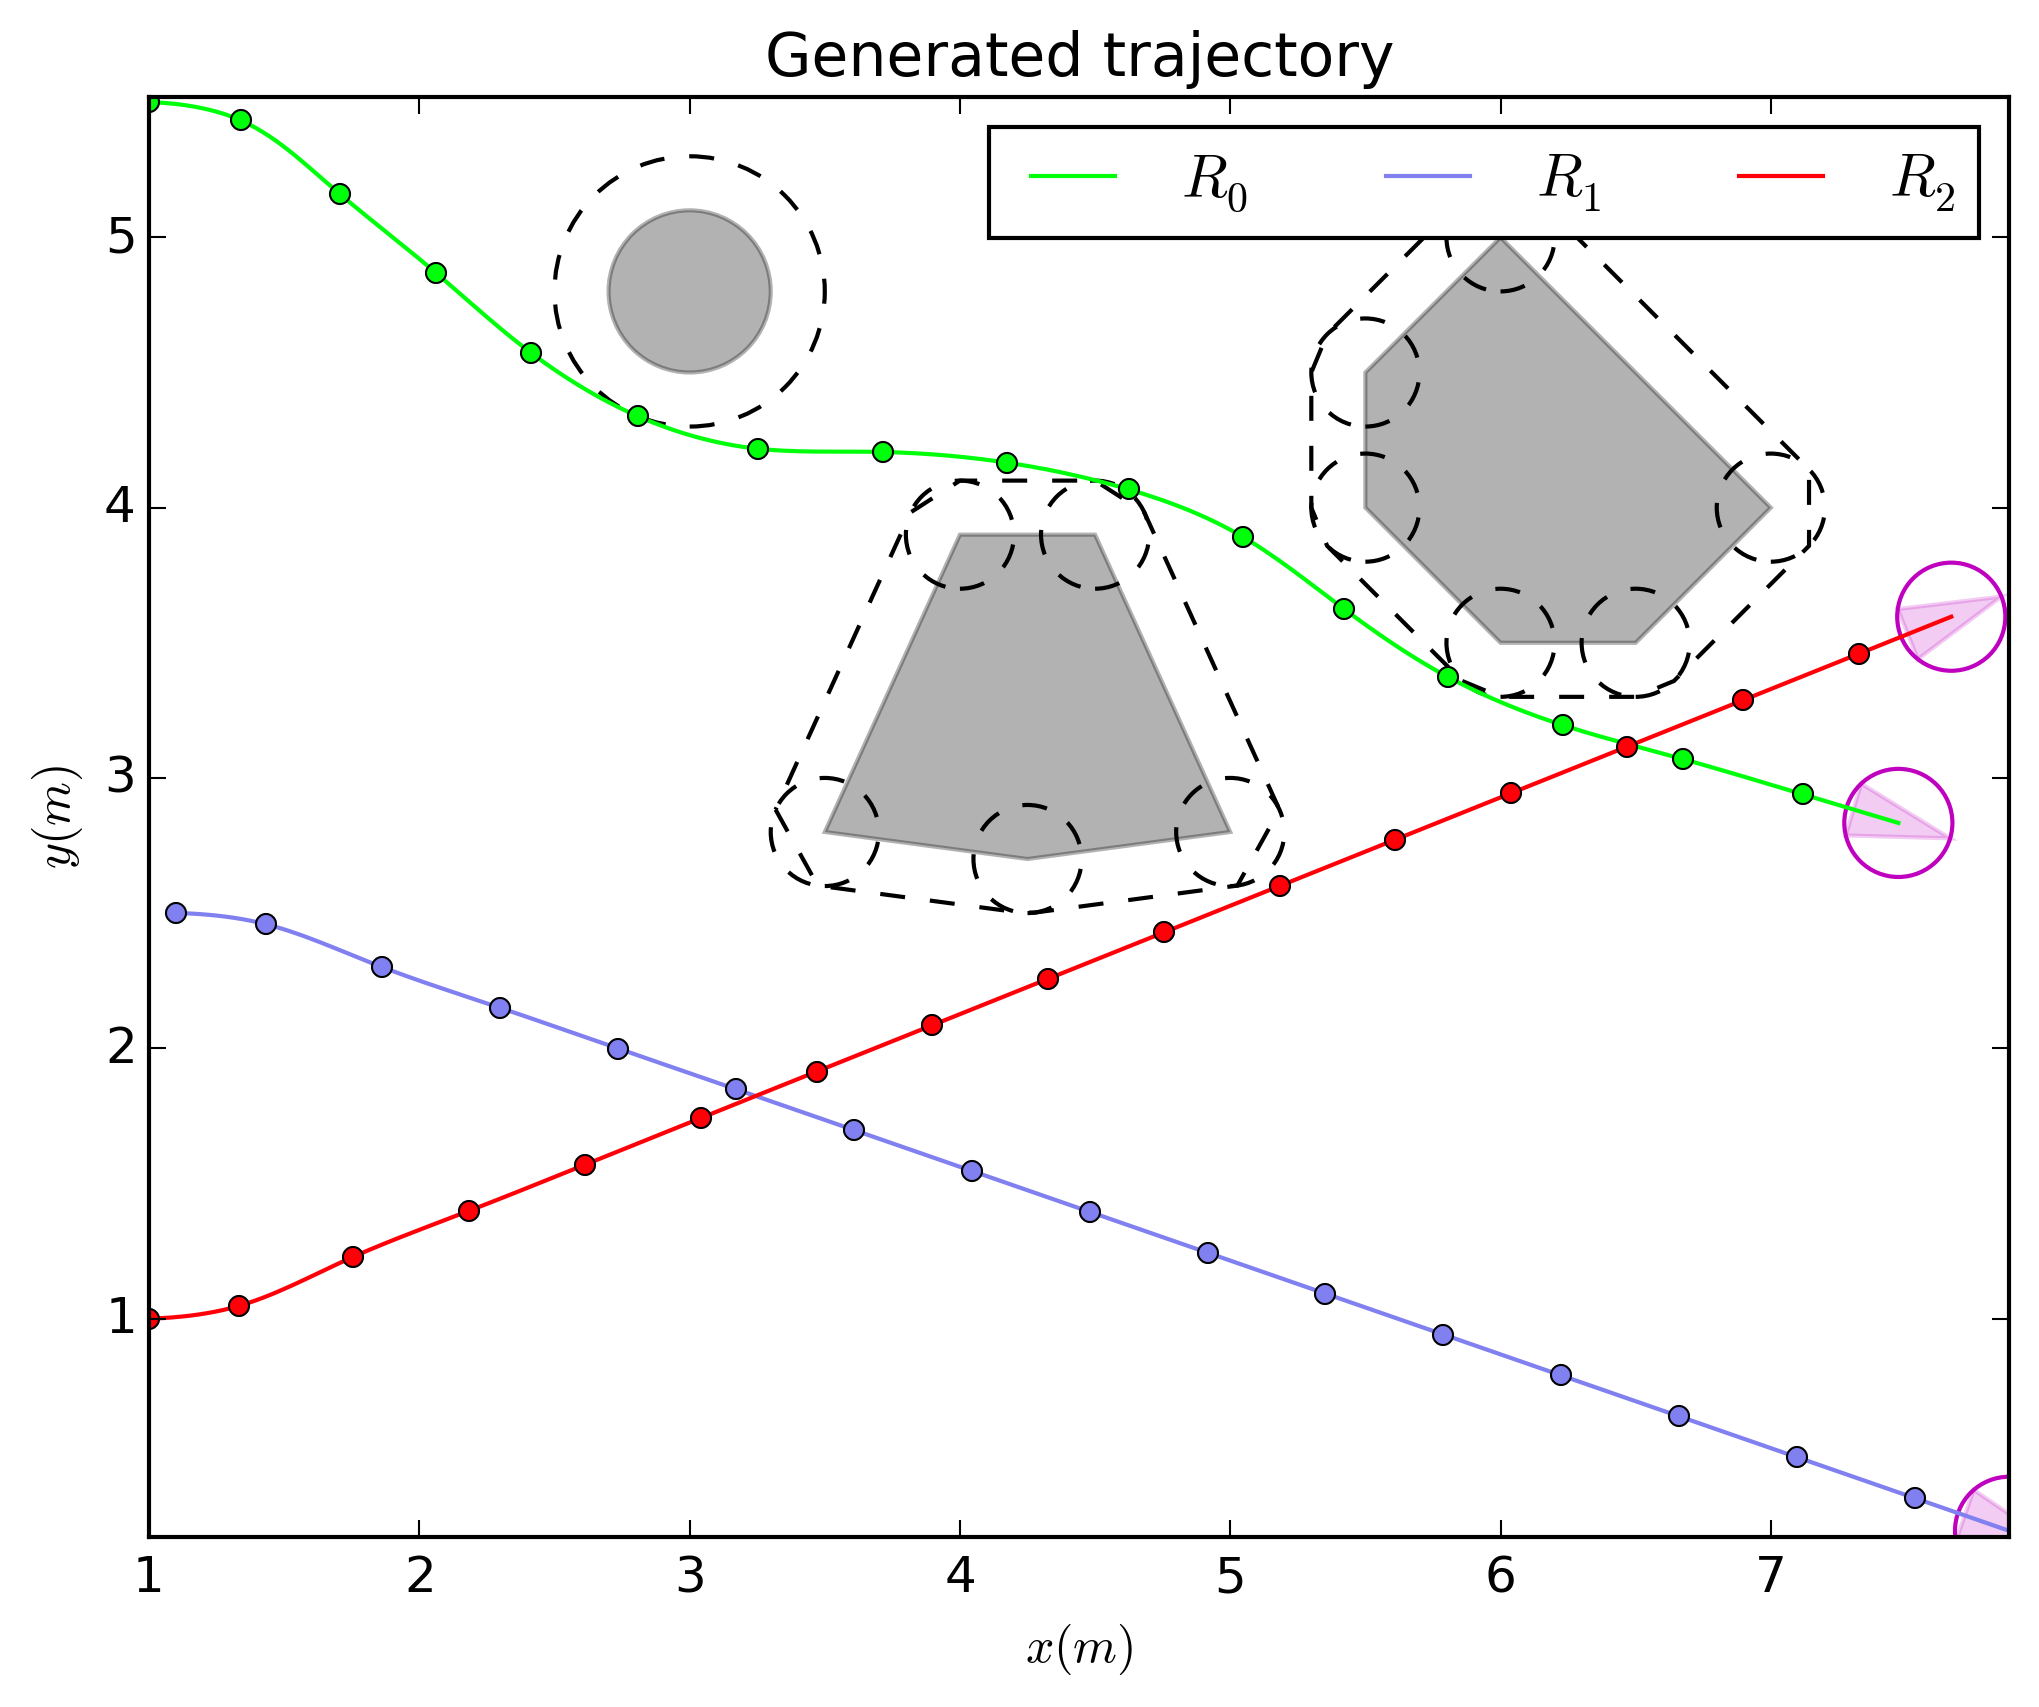 Generated trajectory
R₀ R₁ R₂
5
4
3
2
1
y(m)
1 2 3 4 5 6 7
x(m)